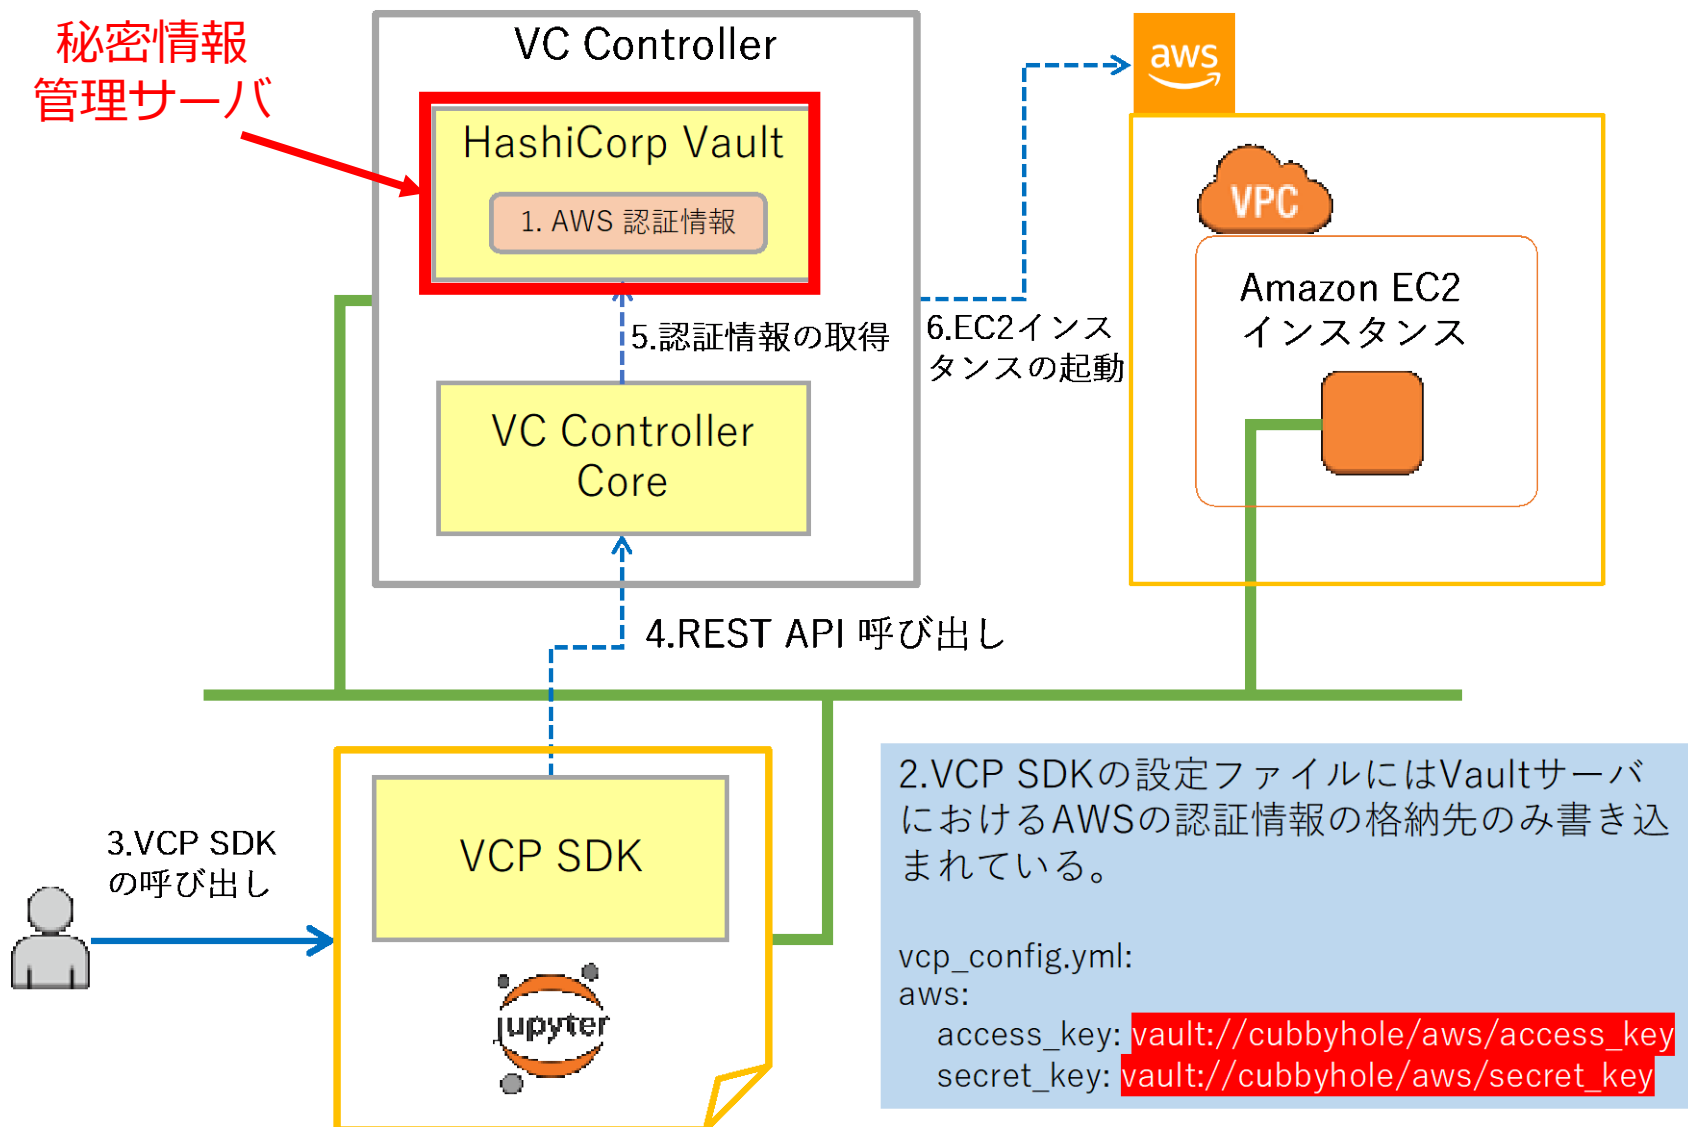 秘密情報
管理サーバ
VC Controller
HashiCorp Vault
1. AWS 認証情報
5.認証情報の取得
VC Controller
Core
6.EC2インス
タンスの起動
aws
VPC
Amazon EC2
インスタンス
4.REST API 呼び出し
3.VCP SDK
の呼び出し
VCP SDK
jupyter
2.VCP SDKの設定ファイルにはVaultサーバ
におけるAWSの認証情報の格納先のみ書き込
まれている。
vcp_config.yml:
aws:
access_key: vault://cubbyhole/aws/access_key
secret_key: vault://cubbyhole/aws/secret_key